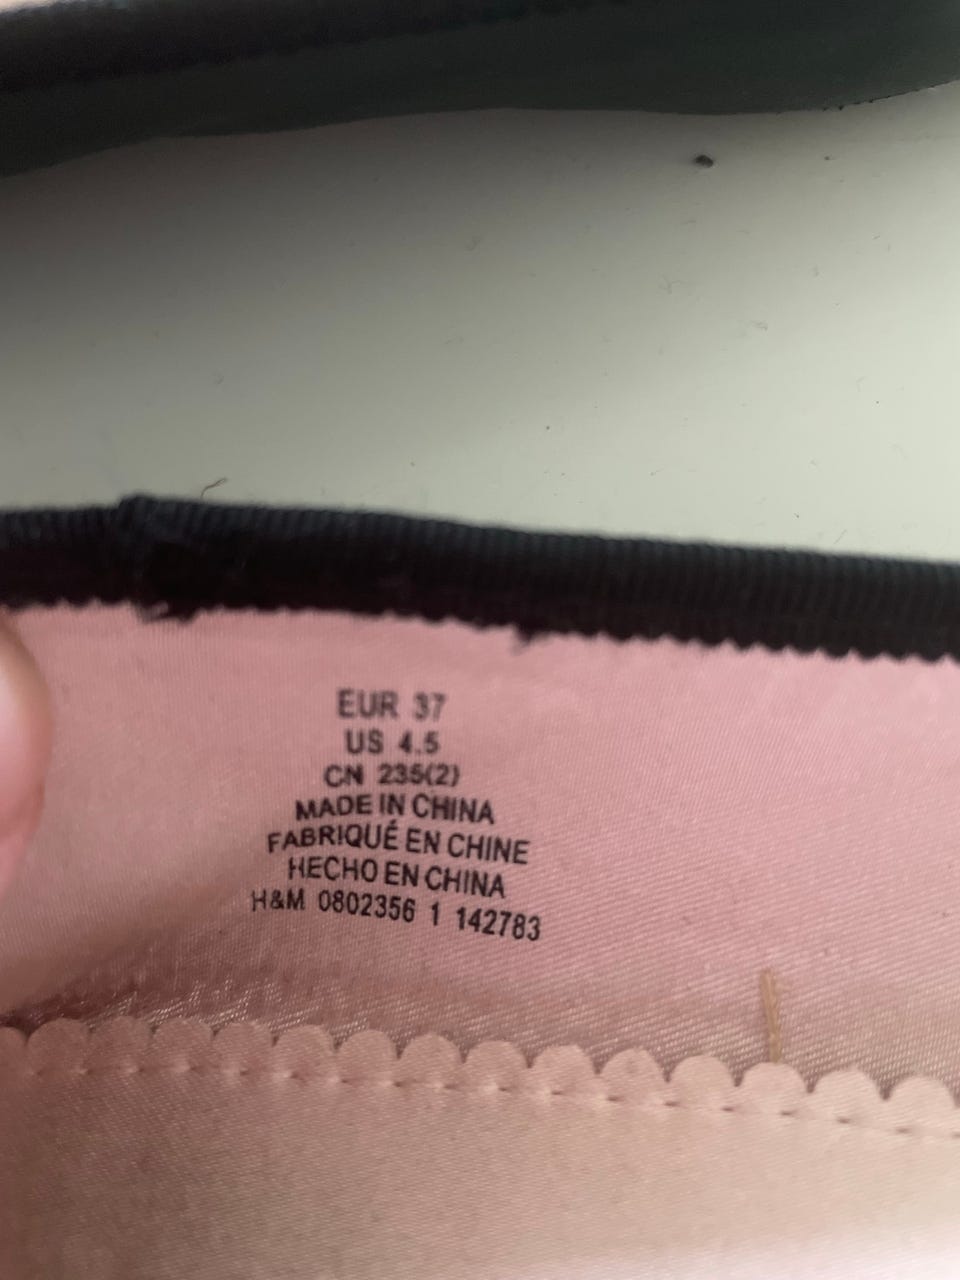 EUR 37
US 4.5
CN 235(2)
MADE IN CHINA
FABRIQUÉ EN CHINE
HECHO EN CHINA
H&M 0802356 1 142783